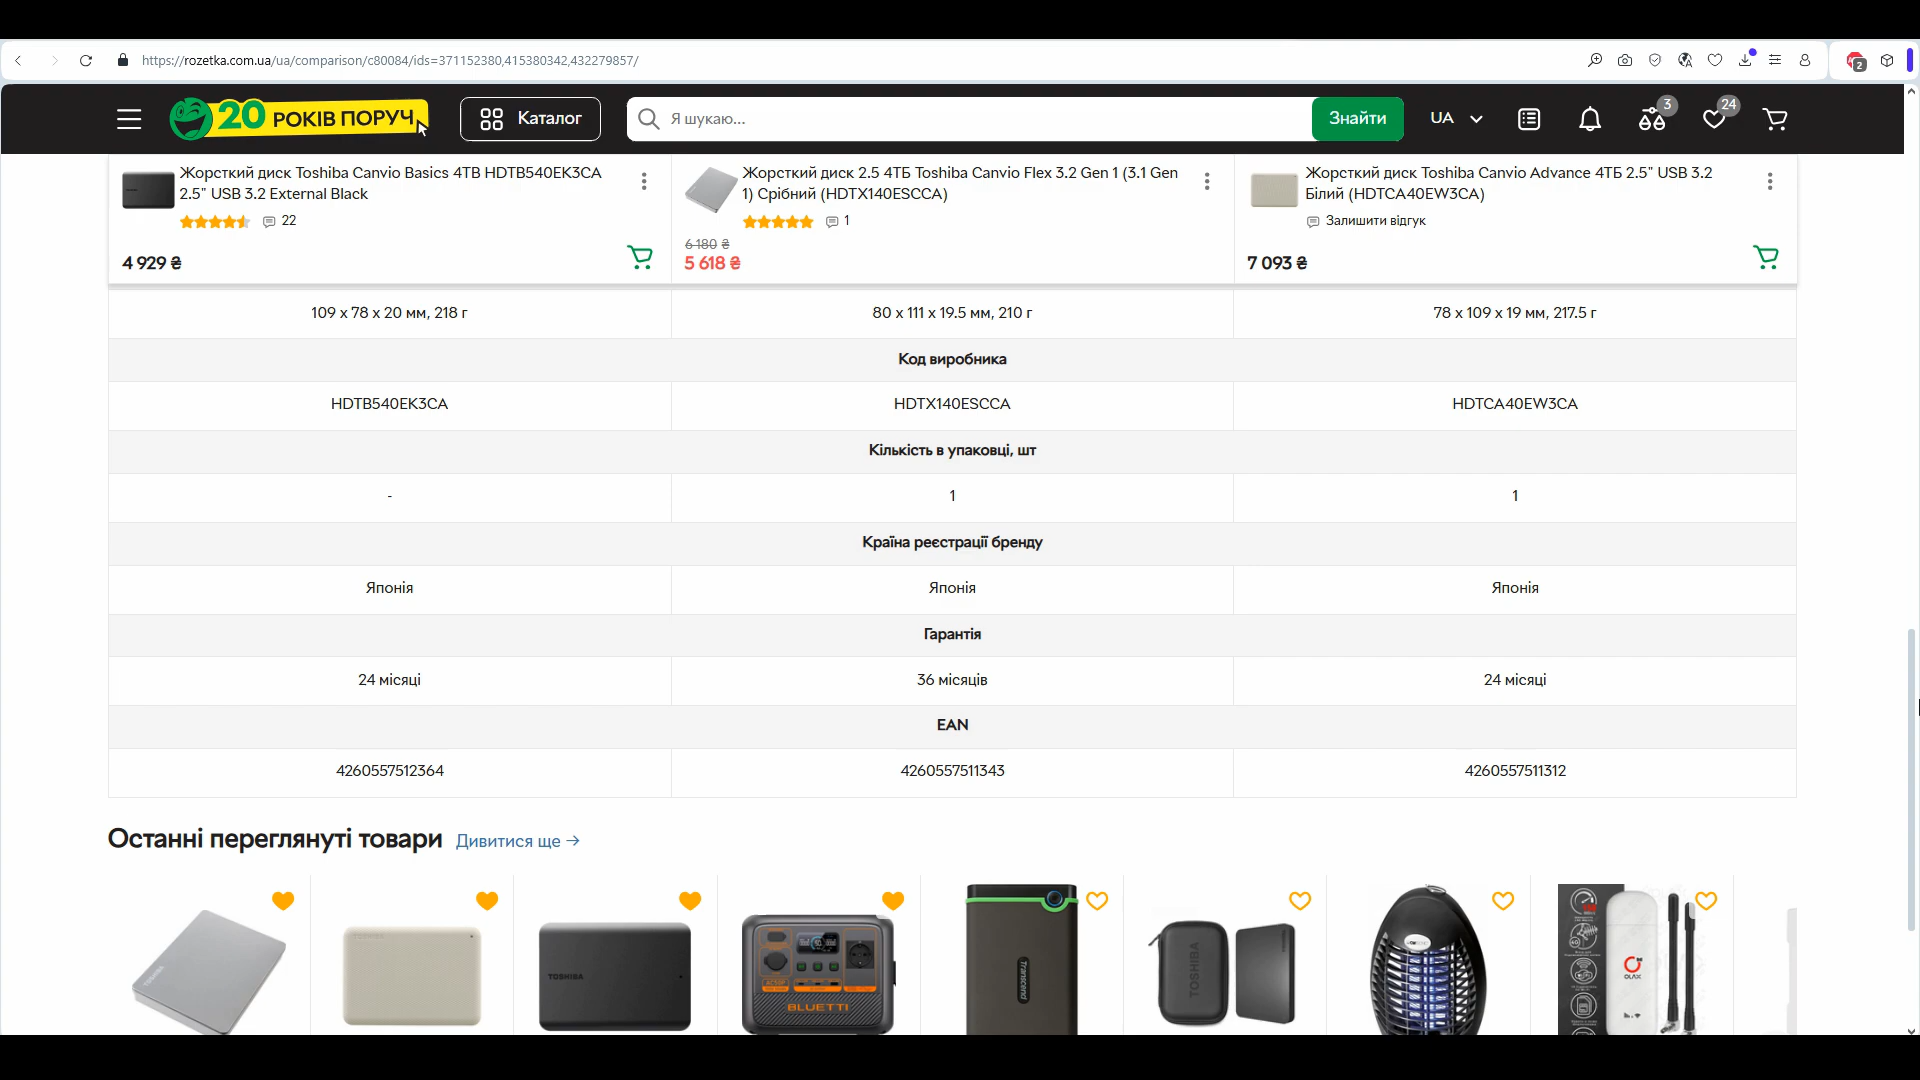 https://rozetka.com.ua/ua/comparison/c80084/ids=371152380,415380342,432279857/
2
20 РОКІВ ПОРУЧ
Каталог
Я шукаю...
Знайти
UA
3
24
Жорсткий диск Toshiba Canvio Basics 4TB HDTB540EK3CA
2.5" USB 3.2 External Black
22
4 929 ₴
Жорсткий диск 2.5 4ТБ Toshiba Canvio Flex 3.2 Gen 1 (3.1 Gen
1) Срібний (HDTX140ESCCA)
1
6 180 ₴
5 618 ₴
Жорсткий диск Toshiba Canvio Advance 4ТБ 2.5" USB 3.2
Білий (HDTCA40EW3CA)
Залишити відгук
7 093 ₴
109 x 78 x 20 мм, 218 г
80 x 111 x 19.5 мм, 210 г
78 x 109 x 19 мм, 217.5 г
Код виробника
HDTB540EK3CA
HDTX140ESCCA
HDTCA40EW3CA
Кількість в упаковці, шт
-
1
1
Країна реєстрації бренду
Японія
Японія
Японія
Гарантія
24 місяці
36 місяців
24 місяці
EAN
4260557512364
4260557511343
4260557511312
Останні переглянуті товари
Дивитися ще →
TOSHIBA
TOSHIBA
TOSHIBA
BLUETTI
Transcend
TOSHIBA
4G
OLAX